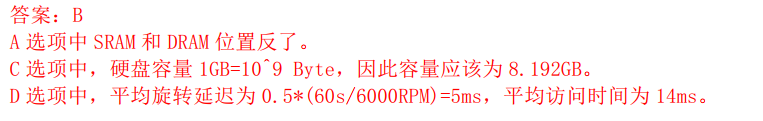 答案：B
A 选项中 SRAM 和 DRAM 位置反了。
C 选项中，硬盘容量 1GB=10^9 Byte，因此容量应该为 8.192GB。
D 选项中，平均旋转延迟为 0.5*(60s/6000RPM)=5ms，平均访问时间为 14ms。